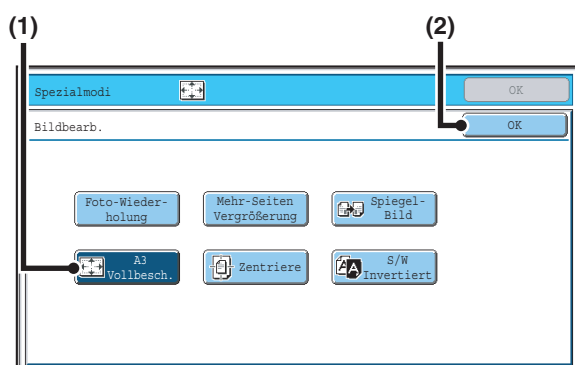 (1) (2)
Spezialmodi OK
Bildbearb. OK
Foto-Wieder-
holung
Mehr-Seiten
Vergrößerung
Spiegel-
Bild
A3
Vollbesch.
Zentriere
S/W
Invertiert